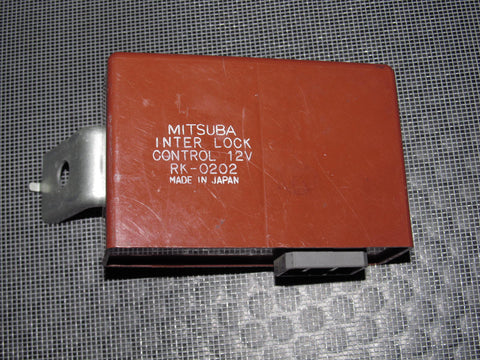 MITSUBA
INTER LOCK
CONTROL 12V
RK-0202
MADE IN JAPAN